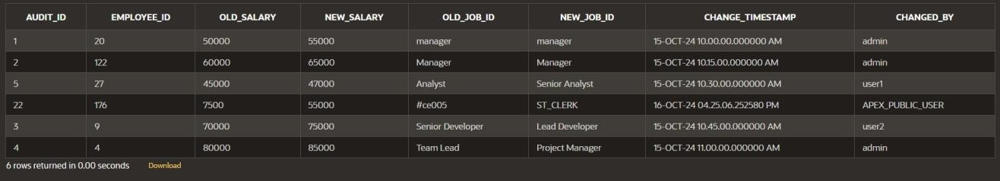 AUDIT_ID EMPLOYEE_ID OLD_SALARY NEW_SALARY OLD_JOB_ID NEW_JOB_ID CHANGE_TIMESTAMP CHANGED_BY
1 20 50000 55000 manager manager 15-OCT-24 10.00.00.000000 AM admin
2 122 60000 65000 Manager Manager 15-OCT-24 10.15.00.000000 AM admin
5 27 45000 47000 Analyst Senior Analyst 15-OCT-24 10.30.00.000000 AM user1
22 176 7500 55000 #ce005 ST_CLERK 16-OCT-24 04.25.06.252580 PM APEX_PUBLIC_USER
3 9 70000 75000 Senior Developer Lead Developer 15-OCT-24 10.45.00.000000 AM user2
4 4 80000 85000 Team Lead Project Manager 15-OCT-24 11.00.00.000000 AM admin
6 rows returned in 0.00 seconds Download